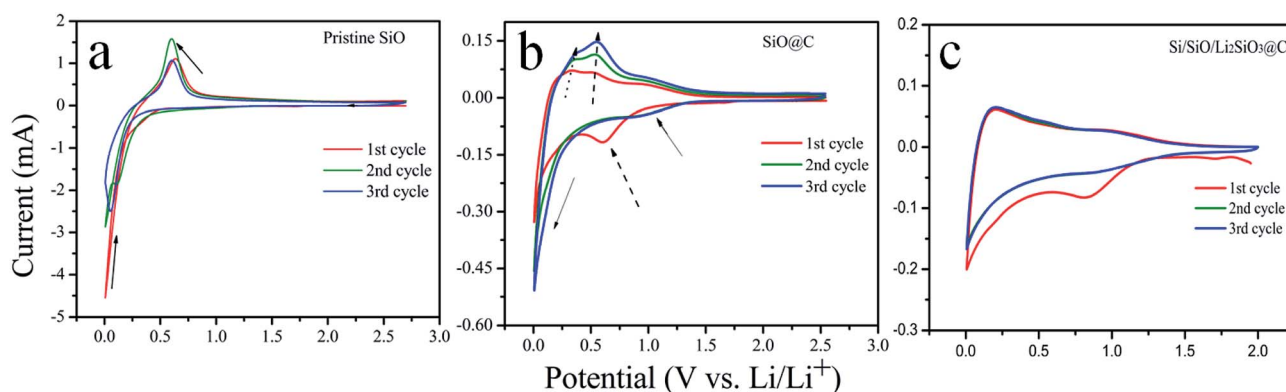 a
Pristine SiO
Current (mA)
2
1
0
-1
-2
-3
-4
-5
1st cycle
2nd cycle
3rd cycle
0.0 0.5 1.0 1.5 2.0 2.5 3.0
b
SiO@C
0.15
0.00
-0.15
-0.30
-0.45
-0.60
1st cycle
2nd cycle
3rd cycle
0.0 0.5 1.0 1.5 2.0 2.5 3.0
c
Si/SiO/Li₂SiO₃@C
0.2
0.1
0.0
-0.1
-0.2
-0.3
1st cycle
2nd cycle
3rd cycle
0.0 0.5 1.0 1.5 2.0
Potential (V vs. Li/Li⁺)